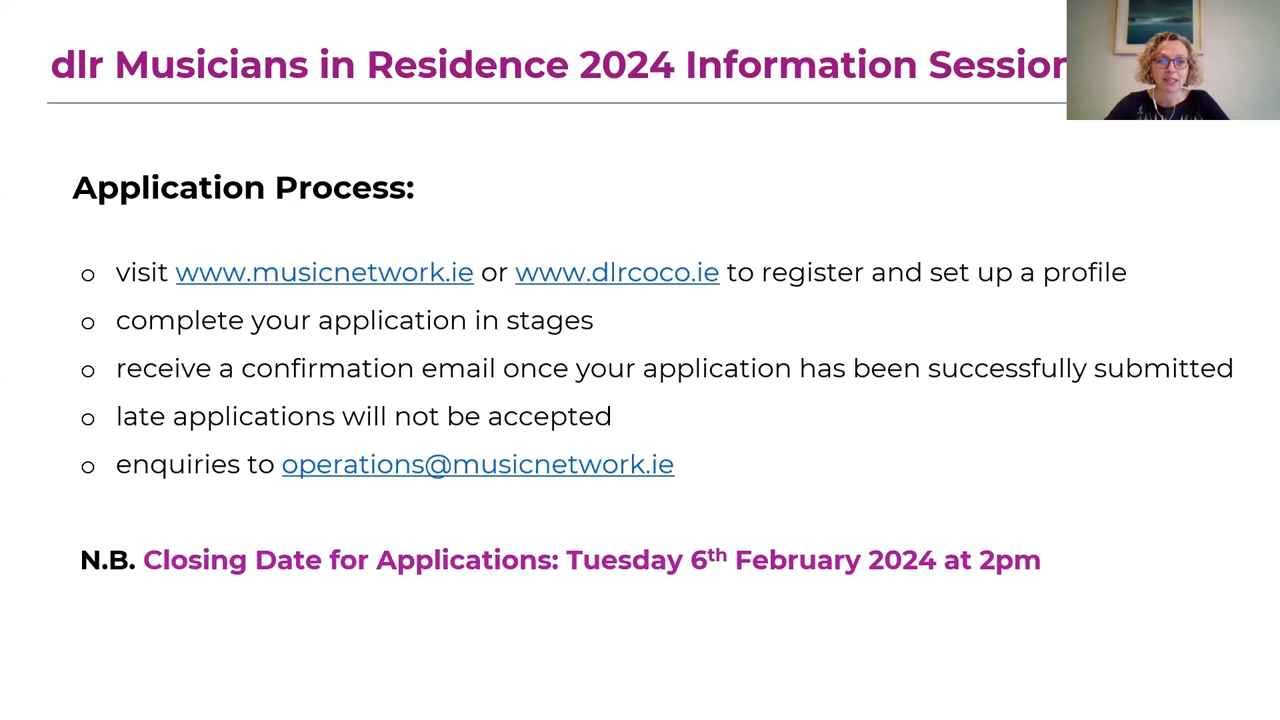 dlr Musicians in Residence 2024 Information Session
Application Process:
o visit www.musicnetwork.ie or www.dlrcoco.ie to register and set up a profile
o complete your application in stages
o receive a confirmation email once your application has been successfully submitted
o late applications will not be accepted
o enquiries to operations@musicnetwork.ie
N.B. Closing Date for Applications: Tuesday 6th February 2024 at 2pm